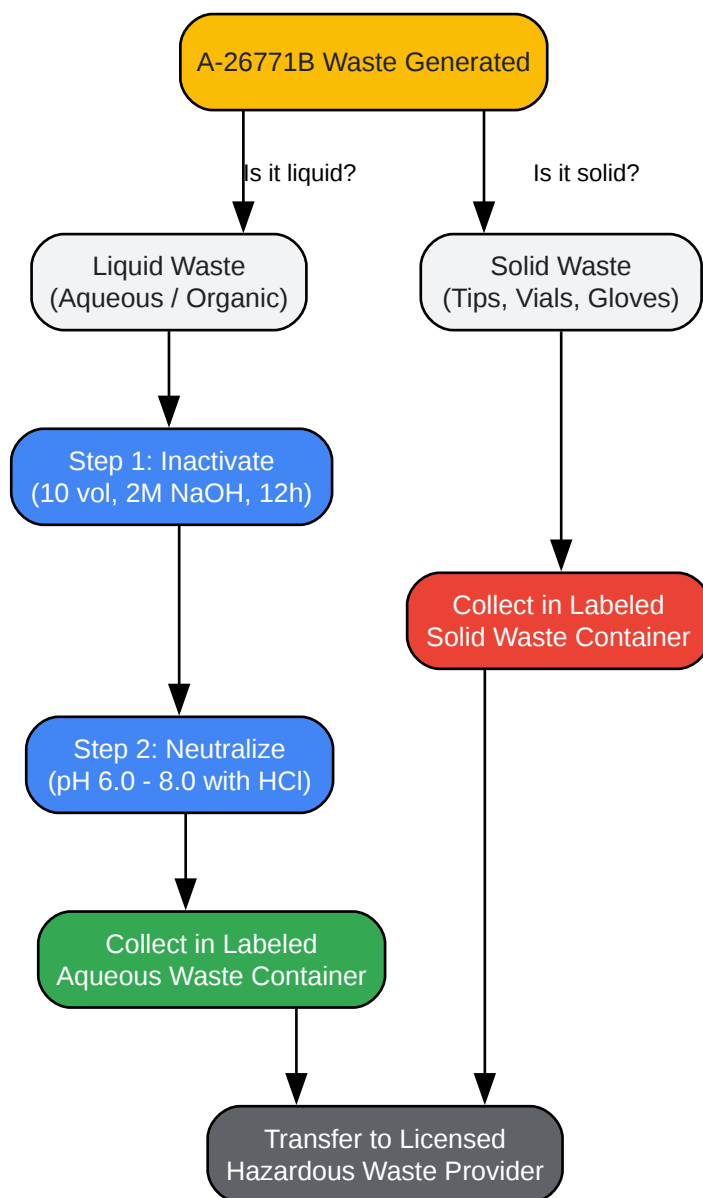 A-26771B Waste Generated
Is it liquid?
Is it solid?
Liquid Waste
(Aqueous / Organic)
Solid Waste
(Tips, Vials, Gloves)
Step 1: Inactivate
(10 vol, 2M NaOH, 12h)
Collect in Labeled
Solid Waste Container
Step 2: Neutralize
(pH 6.0 - 8.0 with HCl)
Collect in Labeled
Aqueous Waste Container
Transfer to Licensed
Hazardous Waste Provider